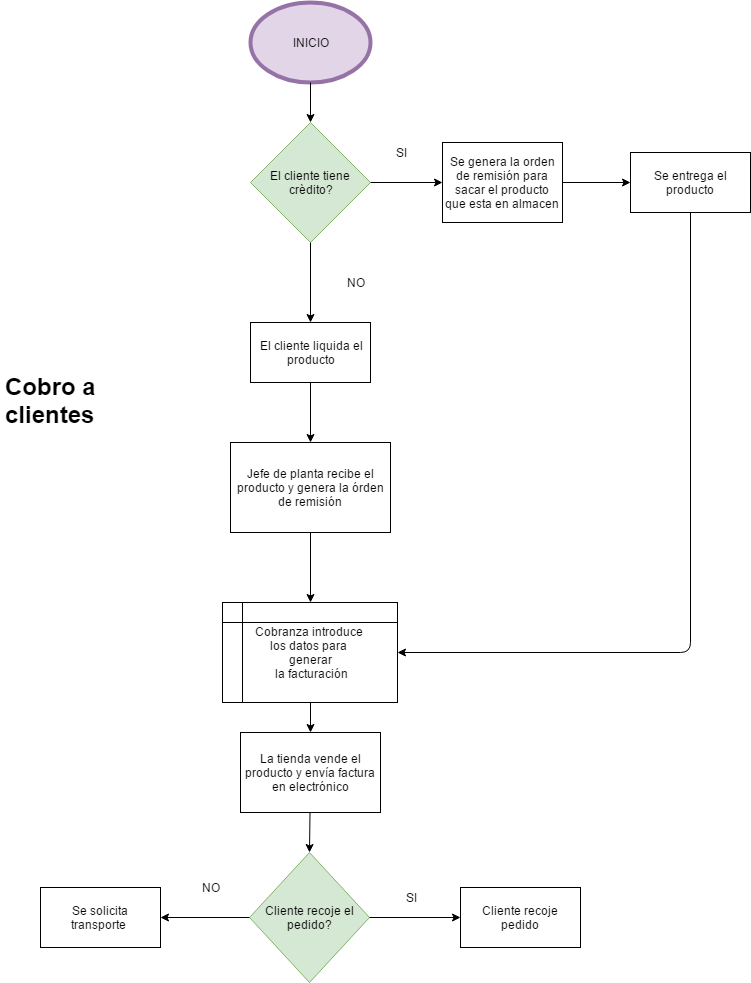 INICIO
El cliente tiene
crèdito?
SI
Se genera la orden
de remisión para
sacar el producto
que esta en almacen
Se entrega el
producto
NO
El cliente liquida el
producto
Cobro a
clientes
Jefe de planta recibe el
producto y genera la órden
de remisión
Cobranza introduce
los datos para
generar
la facturación
La tienda vende el
producto y envía factura
en electrónico
Cliente recoje el
pedido?
NO
Se solicita
transporte
SI
Cliente recoje
pedido